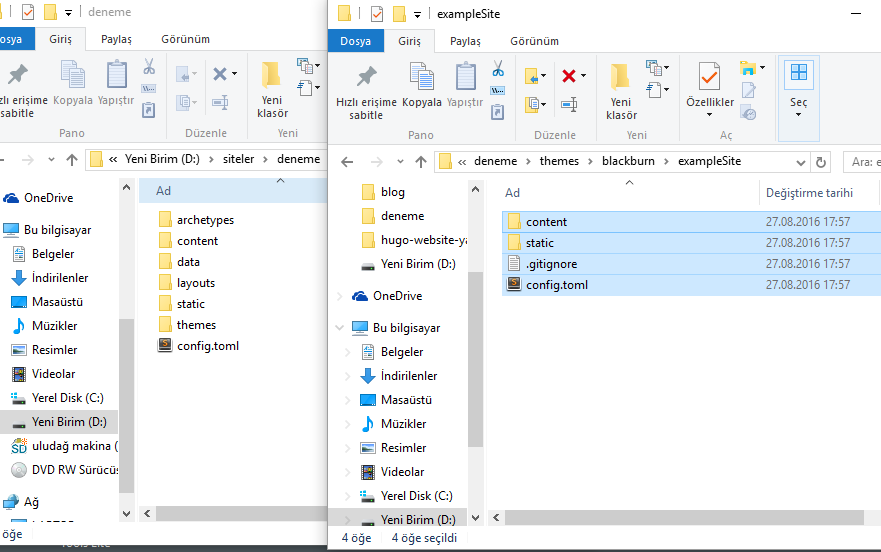 deneme
Dosya
Giriş
Paylaş
Görünüm
Hızlı erişime
sabitle
Kopyala
Yapıştır
W...
Yeni
klasör
Pano
Düzenle
Yeni
« Yeni Birim (D:) › siteler › deneme
OneDrive
Bu bilgisayar
Belgeler
İndirilenler
Masaüstü
Müzikler
Resimler
Videolar
Yerel Disk (C:)
Yeni Birim (D:)
uludağ makina (
DVD RW Sürücüs
Ağ
öğe
Ad
archetypes
content
data
layouts
static
themes
config.toml
exampleSite
Dosya
Giriş
Paylaş
Görünüm
Hızlı erişime
sabitle
Kopyala
Yapıştır
W...
Yeni
klasör
Özellikler
Seç
Pano
Düzenle
Yeni
Aç
« deneme › themes › blackburn › exampleSite
Ara: e
blog
deneme
hugo-website-ya
Yeni Birim (D:)
OneDrive
Bu bilgisayar
Belgeler
İndirilenler
Masaüstü
Müzikler
Resimler
Videolar
Yerel Disk (C:)
Yeni Birim (D:)
Ad Değiştirme tarihi
content 27.08.2016 17:57
static 27.08.2016 17:57
.gitignore 27.08.2016 17:57
config.toml 27.08.2016 17:57
4 öğe 4 öğe seçildi